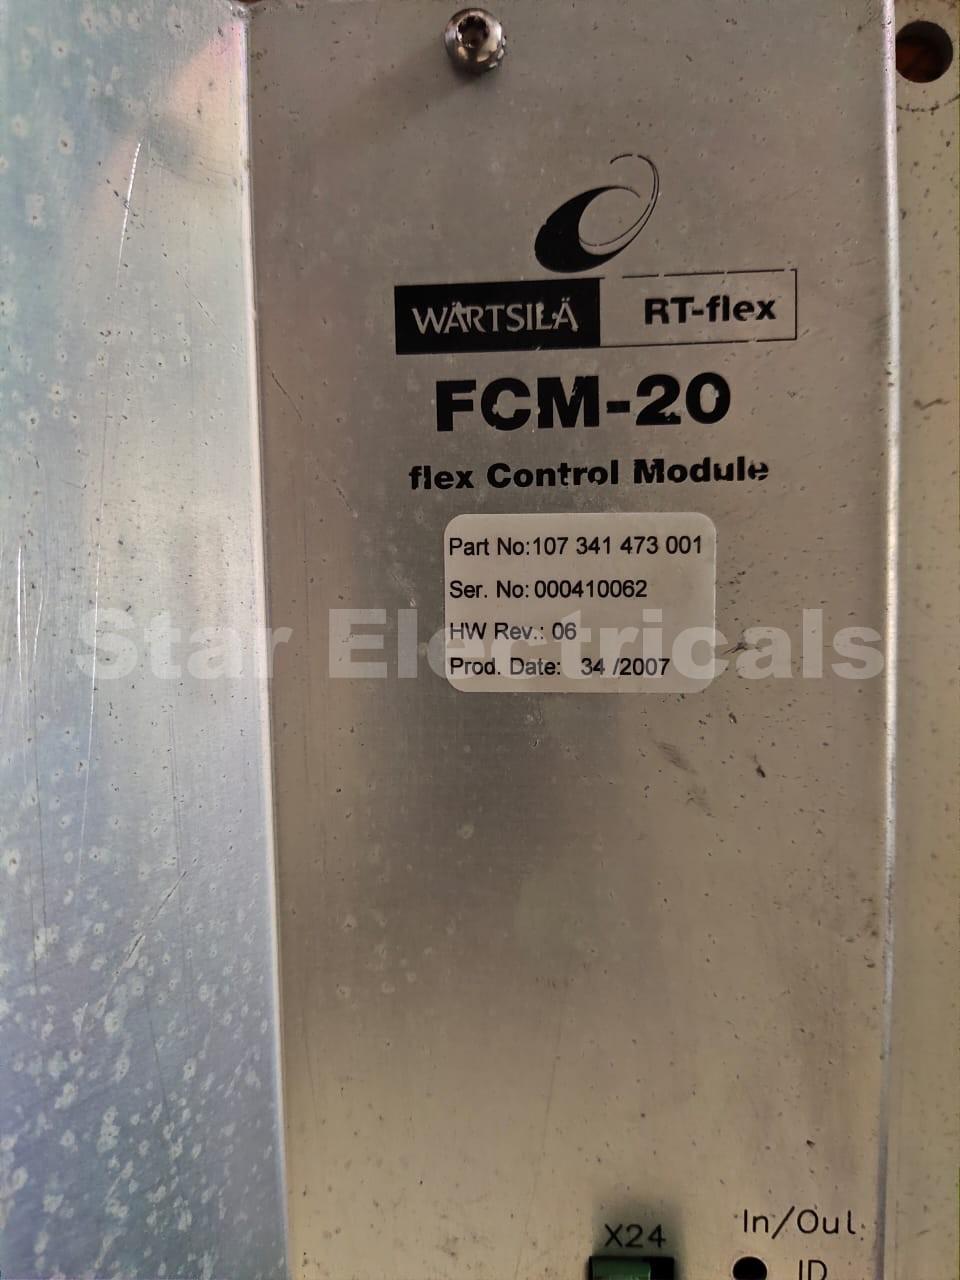 WÄRTSILÄ RT-flex
FCM-20
flex Control Module
Part No:107 341 473 001
Ser. No: 000410062
HW Rev.: 06
Star Electricals
Prod. Date: 34 /2007
In/Out
X24
ID